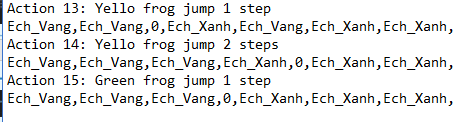 Action 13: Yello frog jump 1 step
Ech_Vang,Ech_Vang,0,Ech_Xanh,Ech_Vang,Ech_Xanh,Ech_Xanh,
Action 14: Yello frog jump 2 steps
Ech_Vang,Ech_Vang,Ech_Vang,Ech_Xanh,0,Ech_Xanh,Ech_Xanh,
Action 15: Green frog jump 1 step
Ech_Vang,Ech_Vang,Ech_Vang,0,Ech_Xanh,Ech_Xanh,Ech_Xanh,